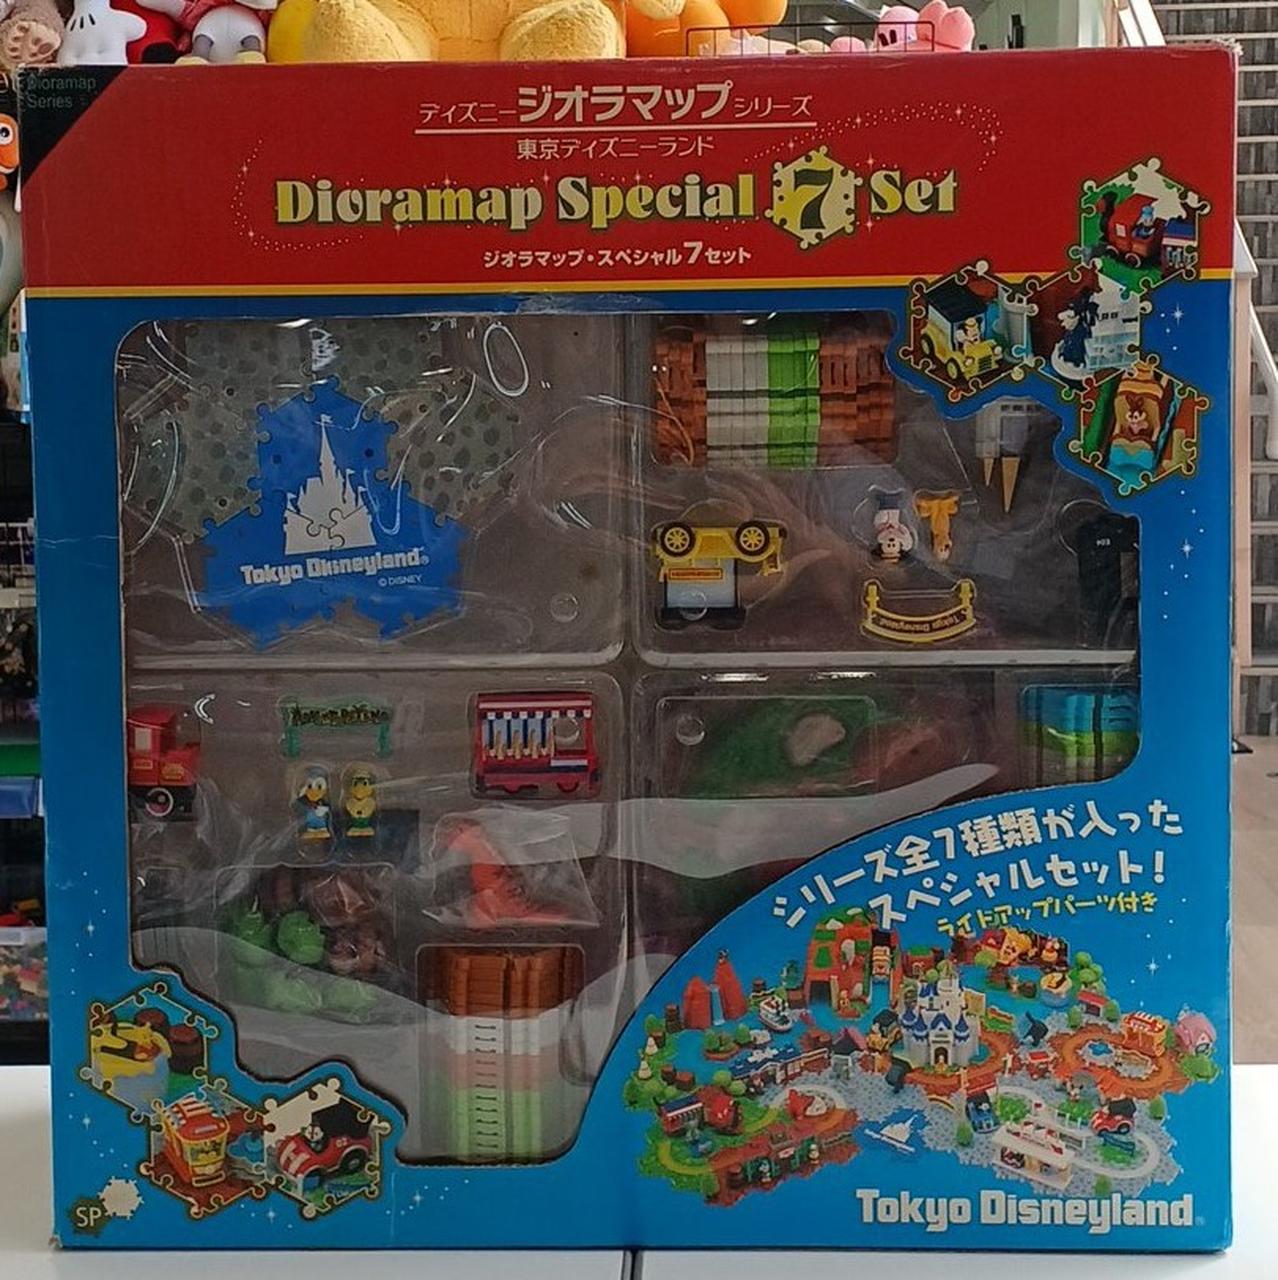 Dioramap
Series
ディズニージオラマップシリーズ
東京ディズニーランド
Dioramap Special 7 Set
ジオラマップ・スペシャル7セット
Tokyo Disneyland®
© DISNEY
Tokyo Disneyland
ADVENTURELAND
シリーズ全7種類が入った
スペシャルセット!
ライトアップパーツ付き
02
SP
Tokyo Disneyland®